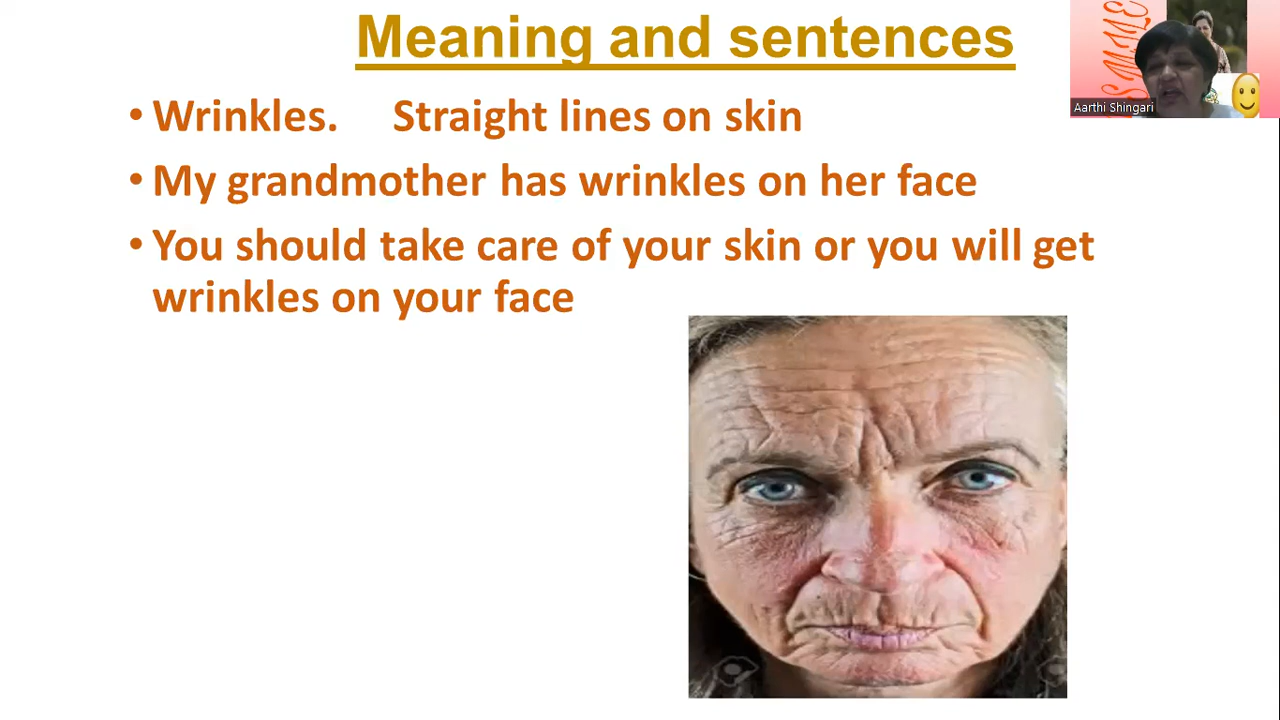 Meaning and sentences
• Wrinkles. Straight lines on skin
• My grandmother has wrinkles on her face
• You should take care of your skin or you will get
wrinkles on your face
Aarthi Shingari